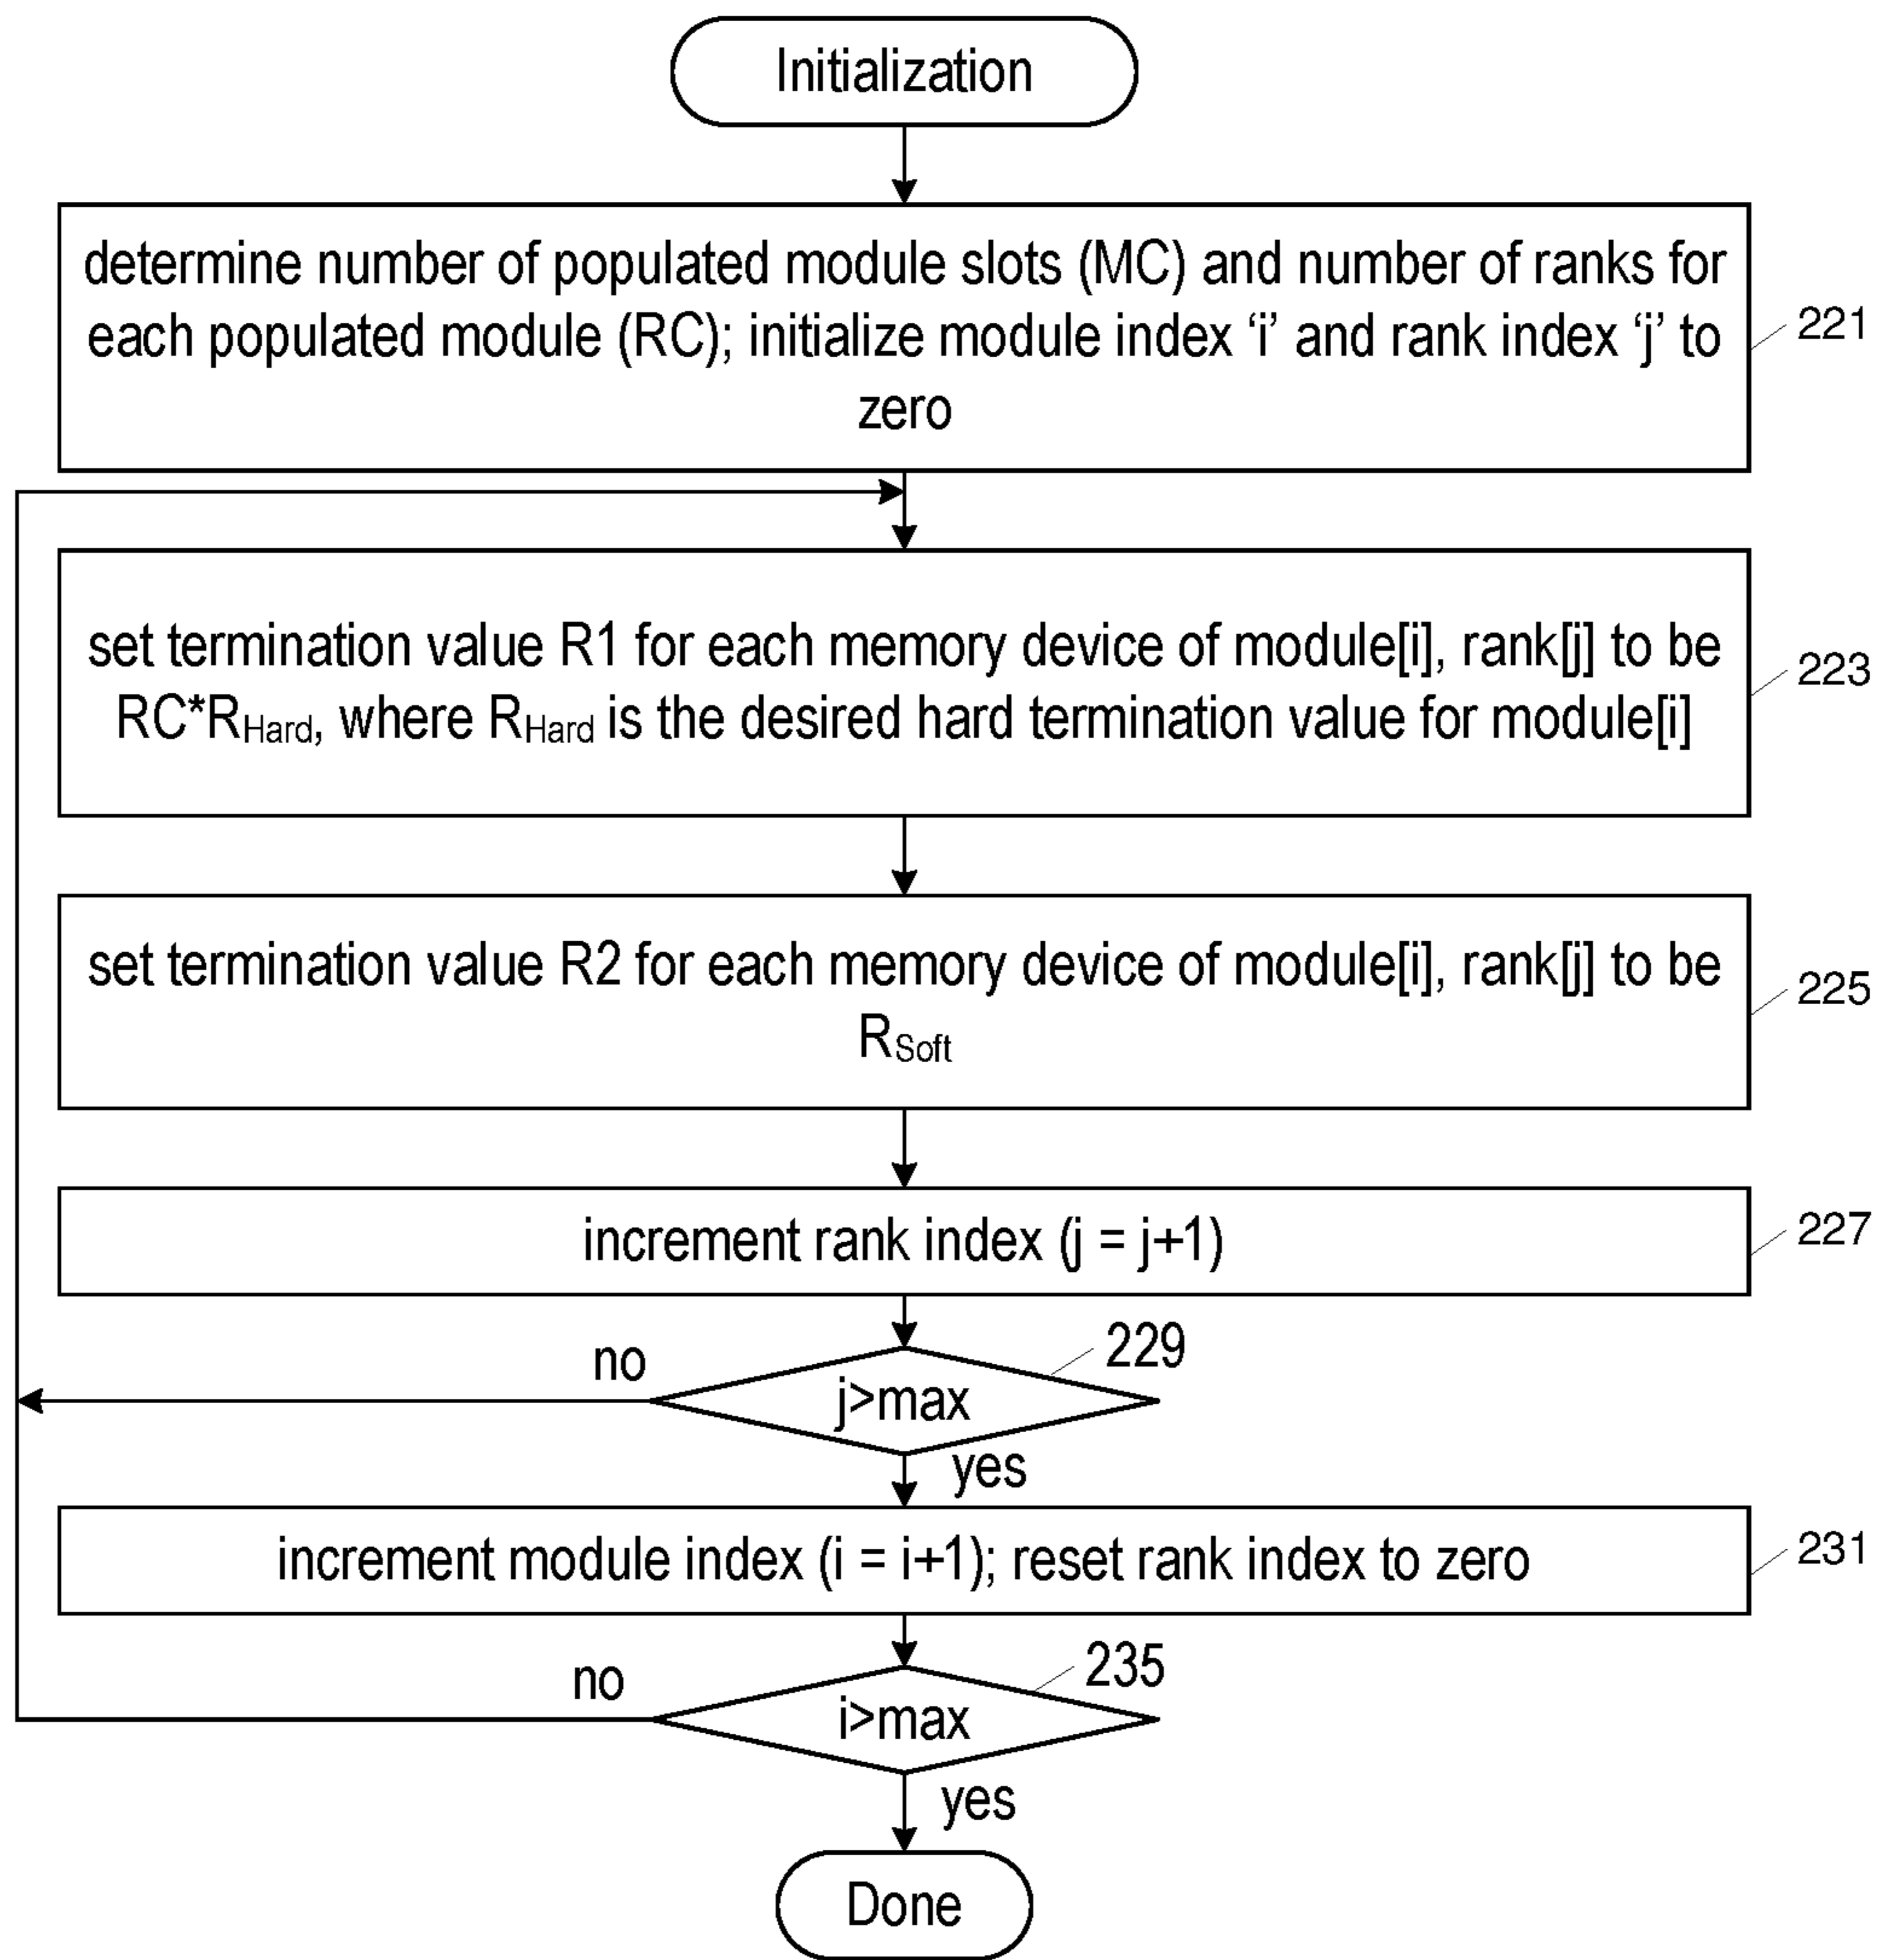 Initialization
determine number of populated module slots (MC) and number of ranks for
each populated module (RC); initialize module index ‘i’ and rank index ‘j’ to
zero
221
set termination value R1 for each memory device of module[i], rank[j] to be
RC*RHard, where RHard is the desired hard termination value for module[i]
223
set termination value R2 for each memory device of module[i], rank[j] to be
RSoft
225
increment rank index (j = j+1)
227
229
no
j>max
yes
increment module index (i = i+1); reset rank index to zero
231
235
no
i>max
yes
Done